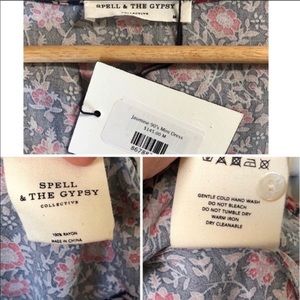 SPELL &
THE GYPSY
COLLECTIVE
Jasmine 90's Mini Dress
$145.00 M
SPELL
& THE GYPSY
COLLECTIVE
100% RAYON
MADE IN CHINA
GENTLE COLD HAND WASH
DO NOT BLEACH
DO NOT TUMBLE DRY
WARM IRON
DRY CLEANABLE